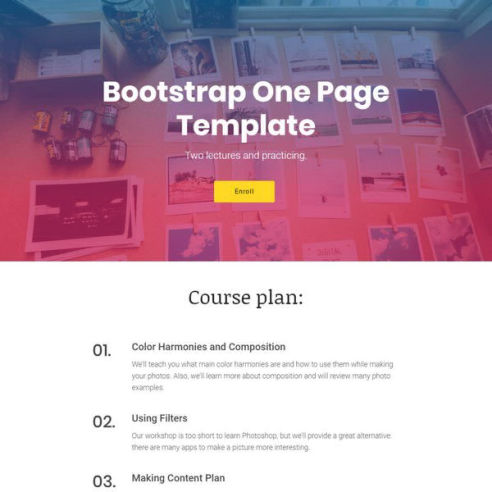 Bootstrap One Page
Template
Two lectures and practicing.
Enroll
Course plan:
01.
Color Harmonies and Composition
We'll teach you what main color harmonies are and how to use them while making
your photos. Also, we'll learn more about composition and will review many photo
examples.
02.
Using Filters
Our workshop is too short to learn Photoshop, but we'll provide a great alternative:
there are many apps to make a picture more interesting.
03.
Making Content Plan